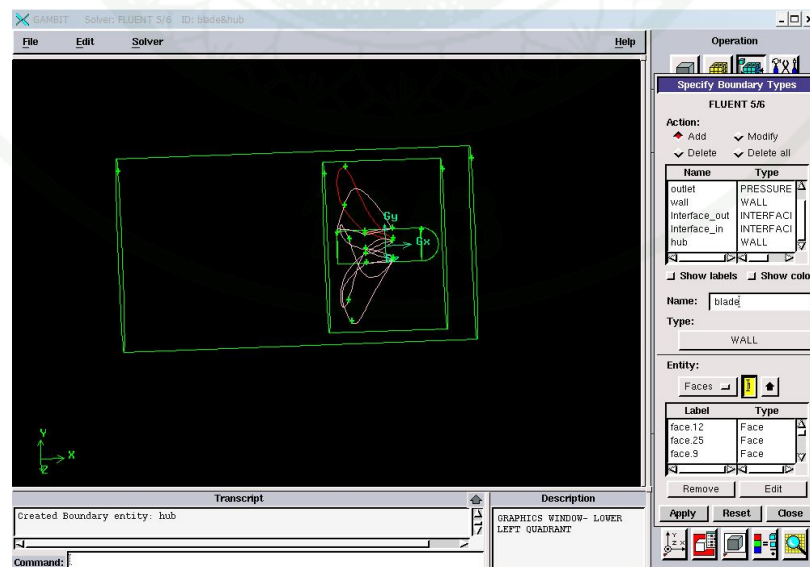 GAMBIT Solver: FLUENT 5/6 ID: blade&hub
File Edit Solver Help
Operation
Specify Boundary Types
FLUENT 5/6
Action:
Add Modify
Delete Delete all
Name Type
outlet PRESSURE
wall WALL
Interface_out INTERFACI
Interface_in INTERFACI
hub WALL
Show labels Show colo
Name: blade
Type:
WALL
Entity:
Faces
Label Type
face.12 Face
face.25 Face
face.9 Face
Remove Edit
Apply Reset Close
Gy
Gx
Y
X
Z
Transcript
Created Boundary entity: hub
Command:
Description
GRAPHICS WINDOW- LOWER
LEFT QUADRANT